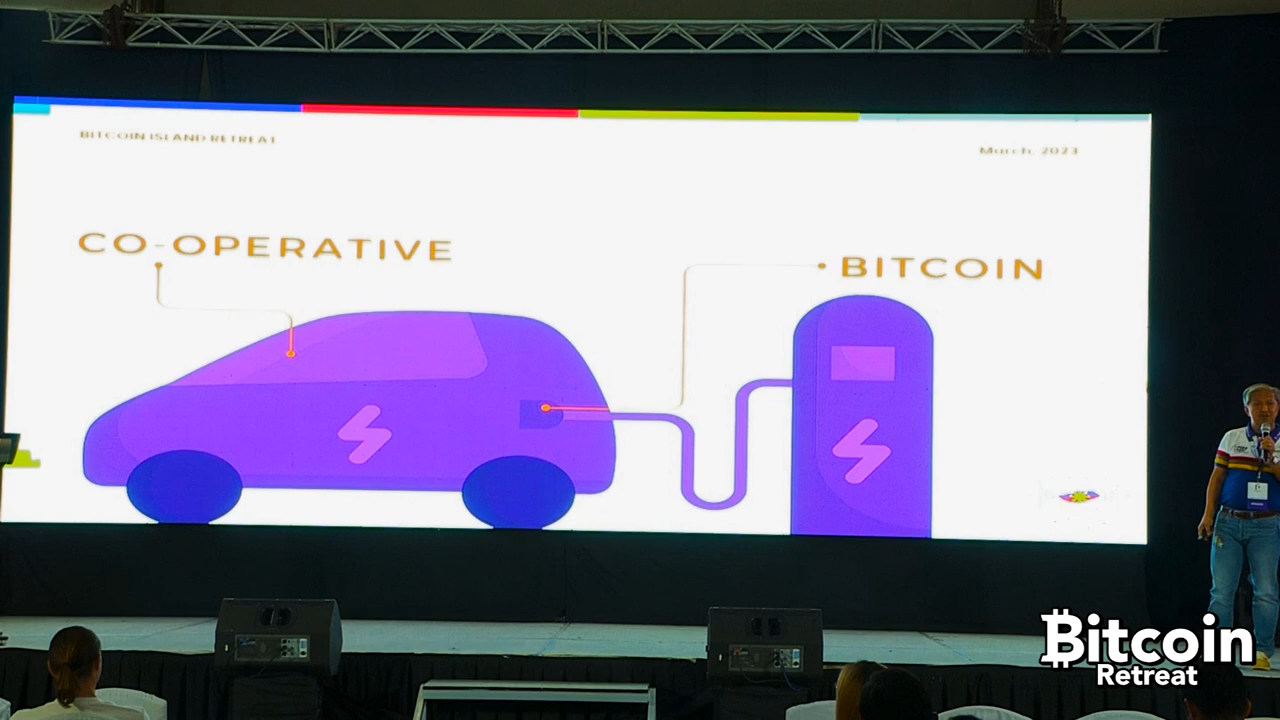 BITCOIN ISLAND RETREAT
March, 2023
CO-OPERATIVE
BITCOIN
Bitcoin
Retreat